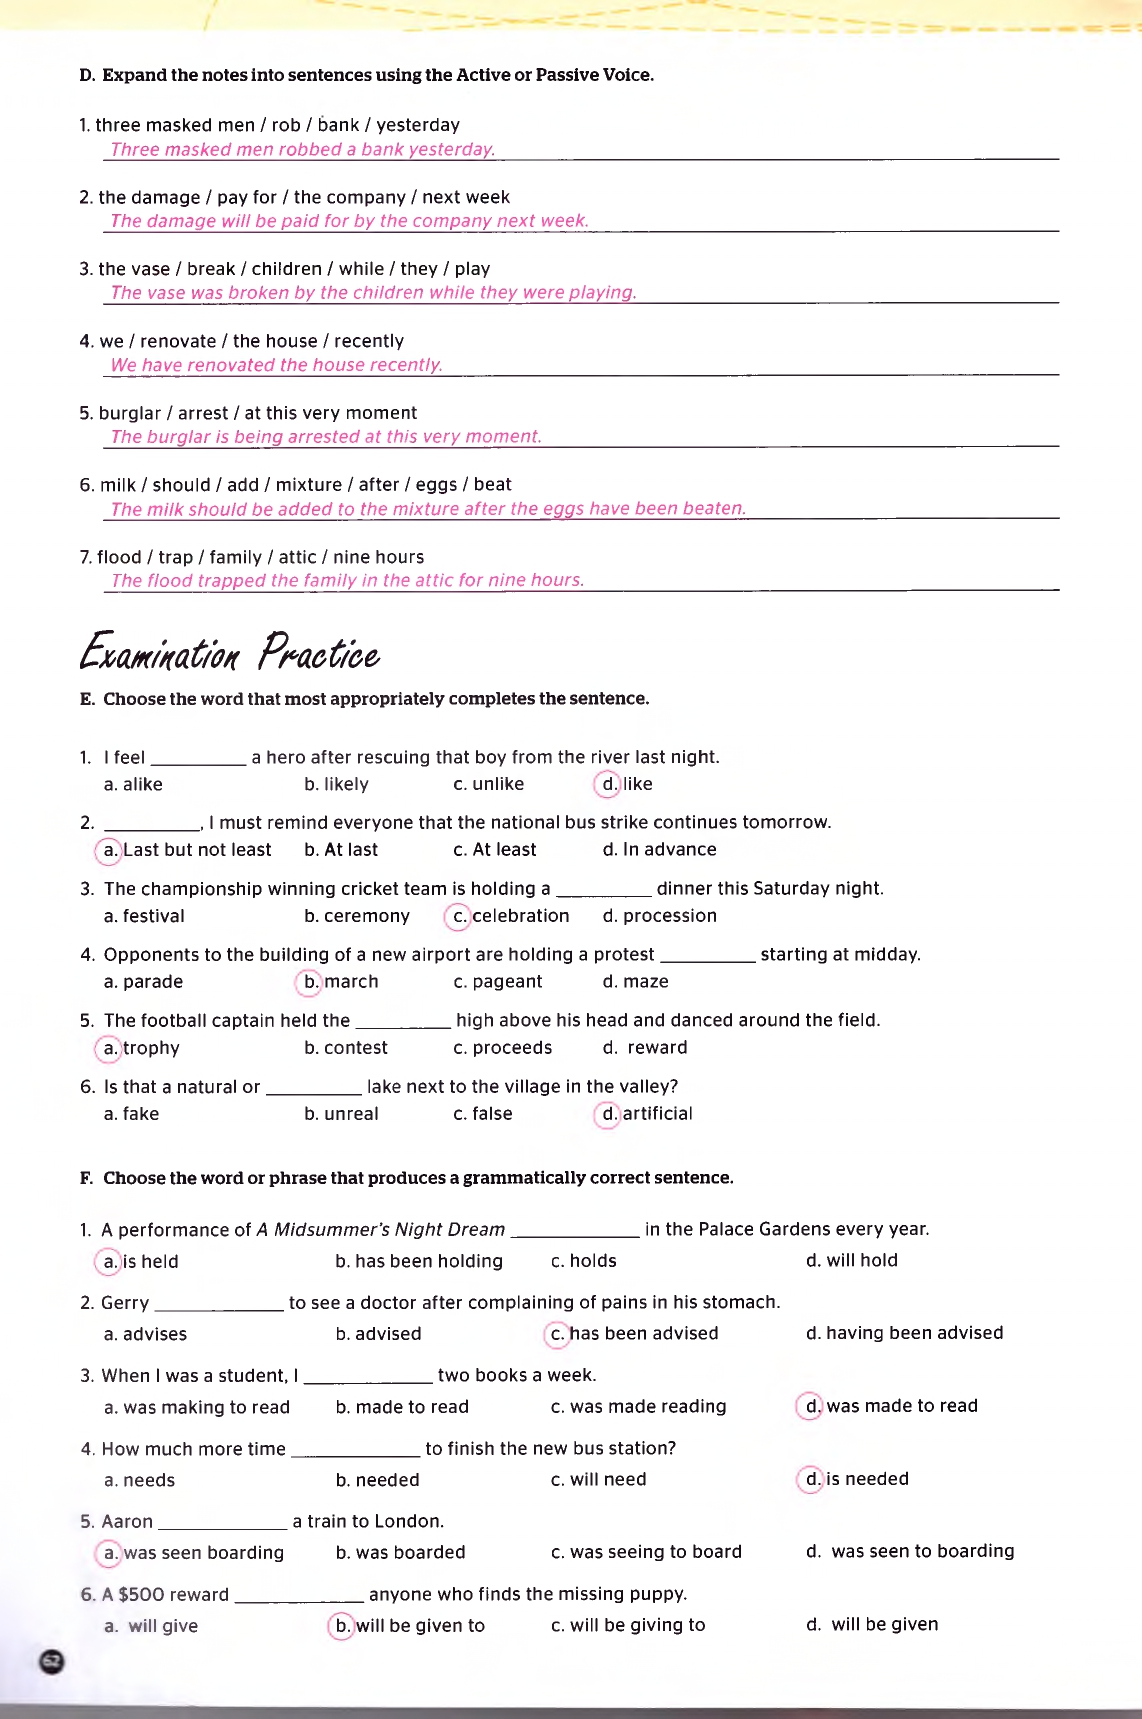 D. Expand the notes into sentences using the Active or Passive Voice.
1. three masked men / rob / bank / yesterday
Three masked men robbed a bank yesterday.
2. the damage / pay for / the company / next week
The damage will be paid for by the company next week.
3. the vase / break / children / while / they / play
The vase was broken by the children while they were playing.
4. we / renovate / the house / recently
We have renovated the house recently.
5. burglar / arrest / at this very moment
The burglar is being arrested at this very moment.
6. milk / should / add / mixture / after / eggs / beat
The milk should be added to the mixture after the eggs have been beaten.
7. flood / trap / family / attic / nine hours
The flood trapped the family in the attic for nine hours.
Examination Practice
E. Choose the word that most appropriately completes the sentence.
1. I feel __________ a hero after rescuing that boy from the river last night.
a. alike b. likely c. unlike d. like
2. __________, I must remind everyone that the national bus strike continues tomorrow.
a. Last but not least b. At last c. At least d. In advance
3. The championship winning cricket team is holding a __________ dinner this Saturday night.
a. festival b. ceremony c. celebration d. procession
4. Opponents to the building of a new airport are holding a protest __________ starting at midday.
a. parade b. march c. pageant d. maze
5. The football captain held the __________ high above his head and danced around the field.
a. trophy b. contest c. proceeds d. reward
6. Is that a natural or __________ lake next to the village in the valley?
a. fake b. unreal c. false d. artificial
F. Choose the word or phrase that produces a grammatically correct sentence.
1. A performance of A Midsummer's Night Dream _____________ in the Palace Gardens every year.
a. is held b. has been holding c. holds d. will hold
2. Gerry _____________ to see a doctor after complaining of pains in his stomach.
a. advises b. advised c. has been advised d. having been advised
3. When I was a student, I _____________ two books a week.
a. was making to read b. made to read c. was made reading d. was made to read
4. How much more time _____________ to finish the new bus station?
a. needs b. needed c. will need d. is needed
5. Aaron _____________ a train to London.
a. was seen boarding b. was boarded c. was seeing to board d. was seen to boarding
6. A $500 reward _____________ anyone who finds the missing puppy.
a. will give b. will be given to c. will be giving to d. will be given
62